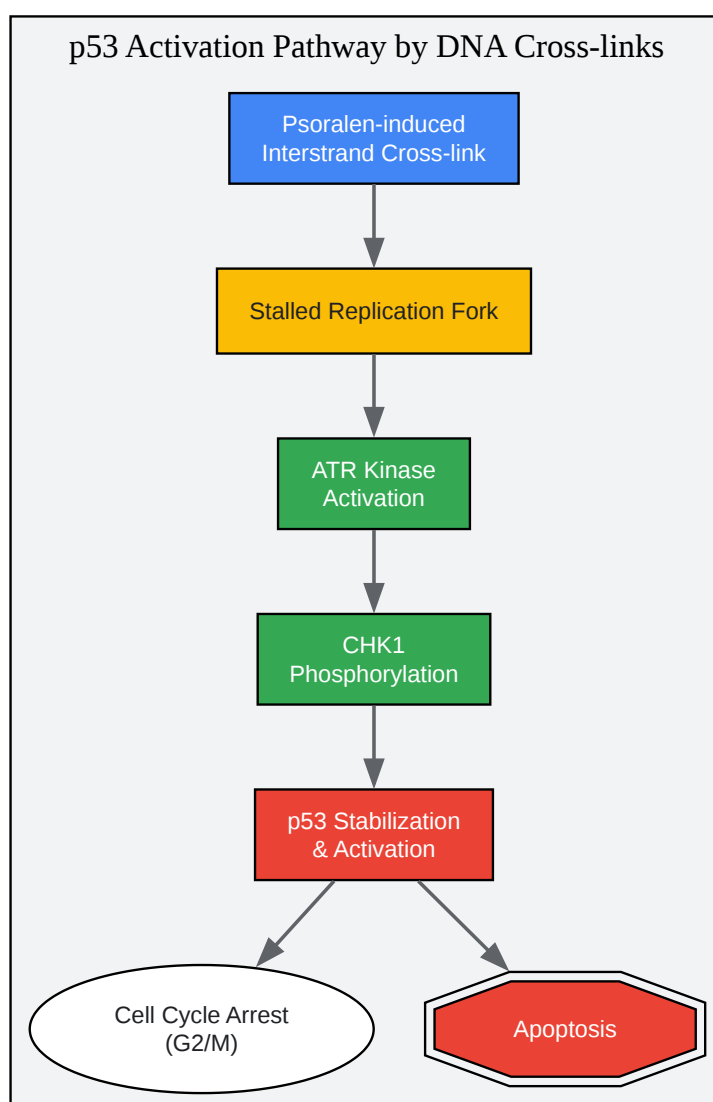 p53 Activation Pathway by DNA Cross-links
Psoralen-induced
Interstrand Cross-link
Stalled Replication Fork
ATR Kinase
Activation
CHK1
Phosphorylation
p53 Stabilization
& Activation
Cell Cycle Arrest
(G2/M)
Apoptosis